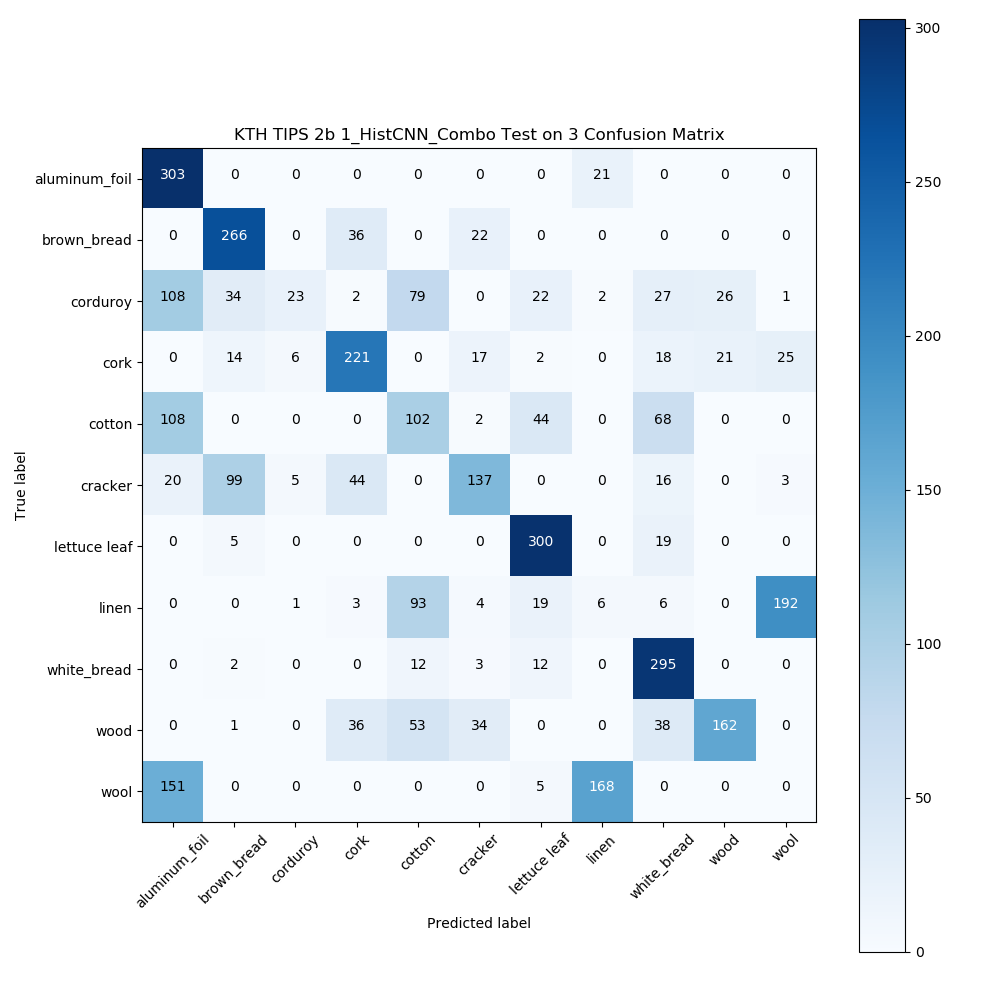 KTH TIPS 2b 1_HistCNN_Combo Test on 3 Confusion Matrix
True label
aluminum_foil 303 0 0 0 0 0 0 21 0 0 0
brown_bread 0 266 0 36 0 22 0 0 0 0 0
corduroy 108 34 23 2 79 0 22 2 27 26 1
cork 0 14 6 221 0 17 2 0 18 21 25
cotton 108 0 0 0 102 2 44 0 68 0 0
cracker 20 99 5 44 0 137 0 0 16 0 3
lettuce leaf 0 5 0 0 0 0 300 0 19 0 0
linen 0 0 1 3 93 4 19 6 6 0 192
white_bread 0 2 0 0 12 3 12 0 295 0 0
wood 0 1 0 36 53 34 0 0 38 162 0
wool 151 0 0 0 0 0 5 168 0 0 0
aluminum_foil brown_bread corduroy cork cotton cracker lettuce leaf linen white_bread wood wool
Predicted label
300
250
200
150
100
50
0